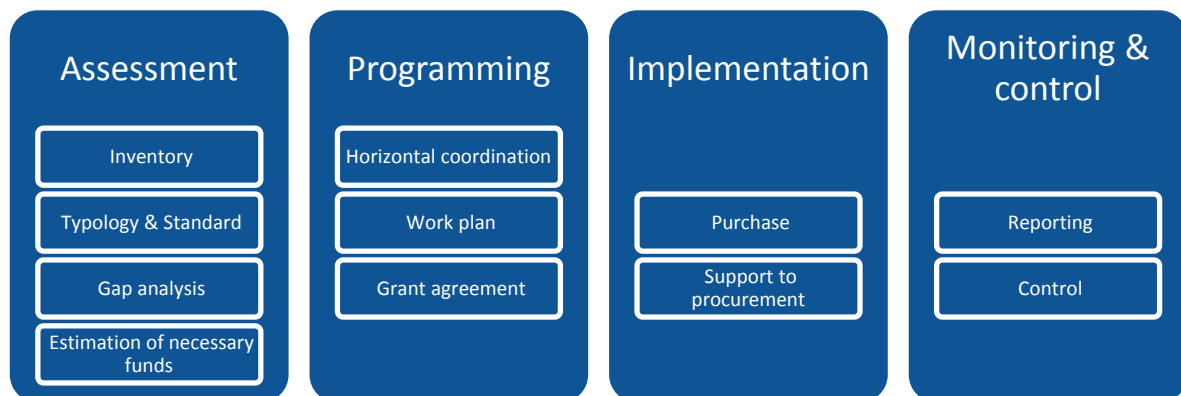 Assessment
Inventory
Typology & Standard
Gap analysis
Estimation of necessary
funds
Programming
Horizontal coordination
Work plan
Grant agreement
Implementation
Purchase
Support to
procurement
Monitoring &
control
Reporting
Control